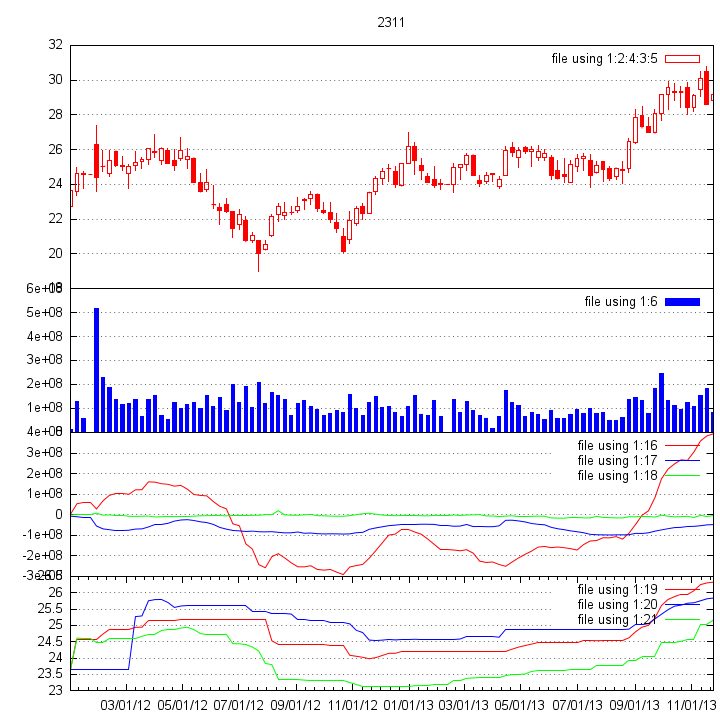 2311
32
file using 1:2:4:3:5
30
28
26
24
22
20
6e+08
file using 1:6
5e+08
4e+08
3e+08
2e+08
1e+08
4e+08
file using 1:16
3e+08
file using 1:17
2e+08
file using 1:18
1e+08
0
-1e+08
-2e+08
-3e+08
26
file using 1:19
25.5
file using 1:20
25
file using 1:21
24.5
24
23.5
23
03/01/12 05/01/12 07/01/12 09/01/12 11/01/12 01/01/13 03/01/13 05/01/13 07/01/13 09/01/13 11/01/13